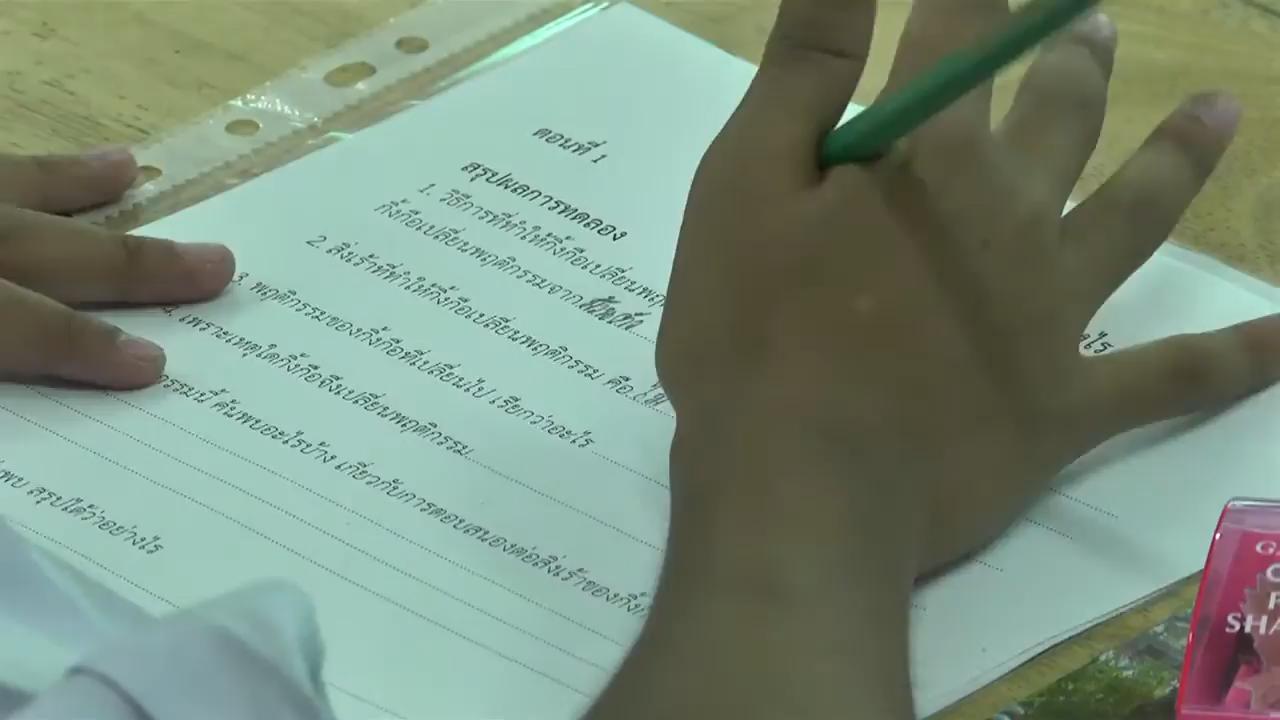 ตอนที่ 1
สรุปผลการทดลอง
1. วิธีการที่ทำให้กิ้งกือเปลี่ยนพฤ
กิ้งกือเปลี่ยนพฤติกรรมจาก
2. สิ่งเร้าที่ทำให้กิ้งกือเปลี่ยนพฤติกรรม คือ
3. พฤติกรรมของกิ้งกือที่เปลี่ยนไป เรียกว่าอะไร
4. เพราะเหตุใดกิ้งกือจึงเปลี่ยนพฤติกรรม
กรรมนี้ ค้นพบอะไรบ้าง เกี่ยวกับการตอบสนองต่อสิ่งเร้าของกิ้งก
พบ สรุปได้ว่าอย่างไร
SHA